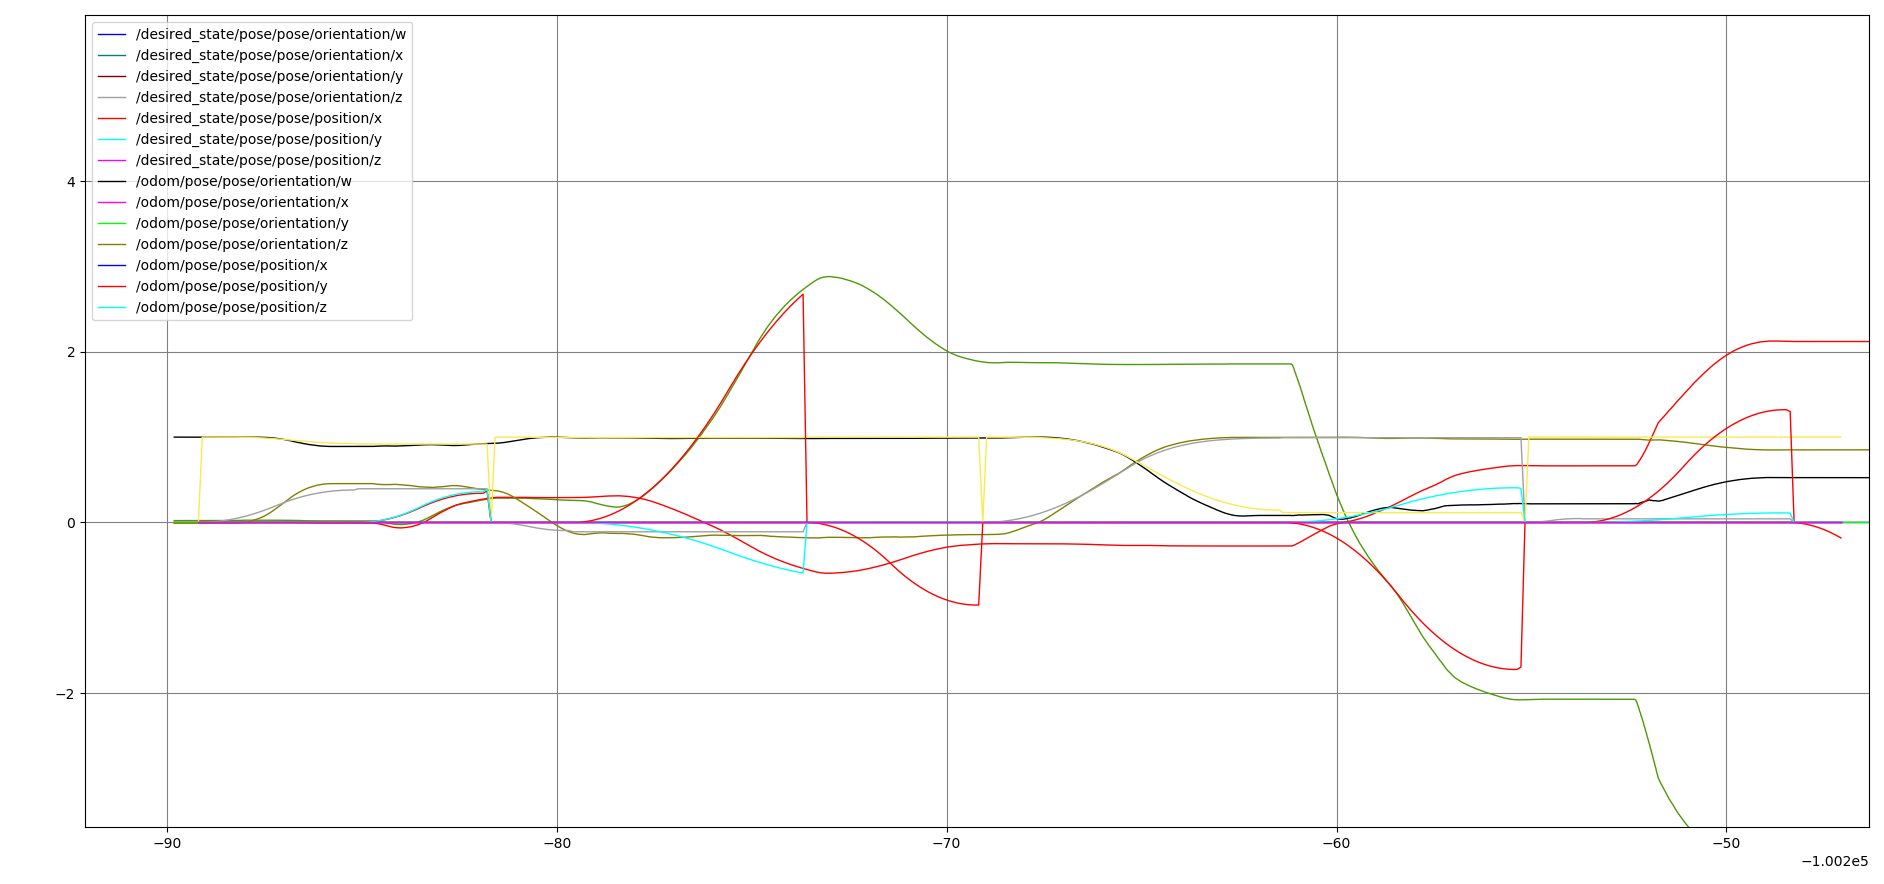 /desired_state/pose/pose/orientation/w
/desired_state/pose/pose/orientation/x
/desired_state/pose/pose/orientation/y
/desired_state/pose/pose/orientation/z
/desired_state/pose/pose/position/x
/desired_state/pose/pose/position/y
/desired_state/pose/pose/position/z
/odom/pose/pose/orientation/w
/odom/pose/pose/orientation/x
/odom/pose/pose/orientation/y
/odom/pose/pose/orientation/z
/odom/pose/pose/position/x
/odom/pose/pose/position/y
/odom/pose/pose/position/z
4
2
0
−2
−90 −80 −70 −60 −50
−1.002e5